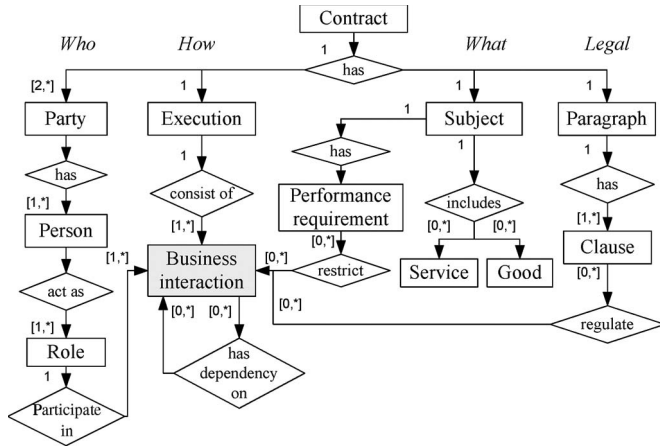 Contract
Who
How
What
Legal
1
has
[2,*]
1
1
1
Party
Execution
Subject
Paragraph
1
1
1
1
has
consist of
has
includes
has
[1,*]
[1,*]
Performance
requirement
[0,*]
[0,*]
[1,*]
Person
[1,*]
Business
interaction
[0,*]
[0,*]
restrict
Service
Good
Clause
[0,*]
act as
[0,*]
[0,*]
[0,*]
[1,*]
Role
has
dependency
on
regulate
1
Participate
in